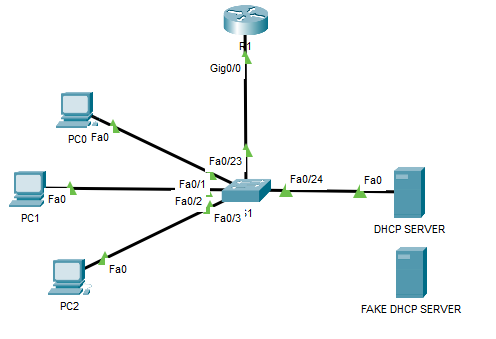 R1
Gig0/0
PC0
Fa0
Fa0/23
Fa0/1
Fa0/24
Fa0
Fa0
Fa0/2
PC1
Fa0/3
DHCP SERVER
Fa0
PC2
FAKE DHCP SERVER